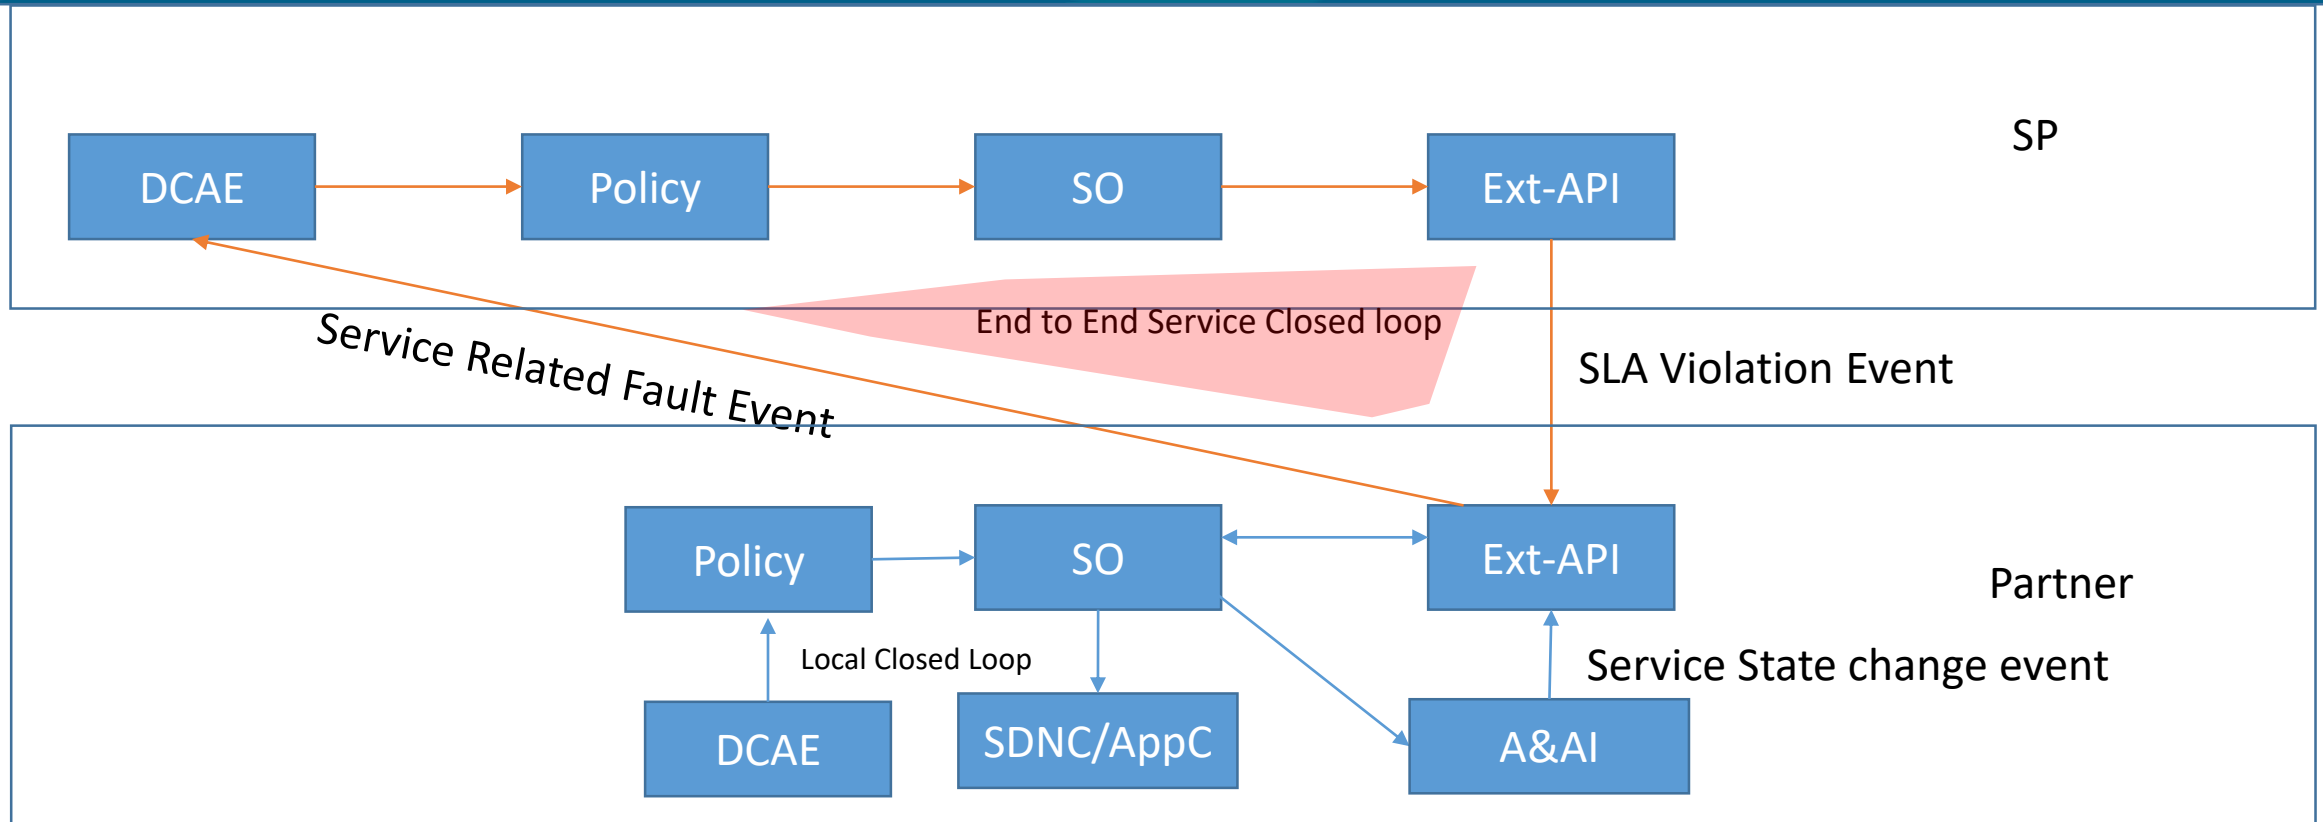 SP
DCAE
Policy
SO
Ext-API
End to End Service Closed loop
Service Related Fault Event
SLA Violation Event
Policy
SO
Ext-API
Partner
Local Closed Loop
Service State change event
DCAE
SDNC/AppC
A&AI